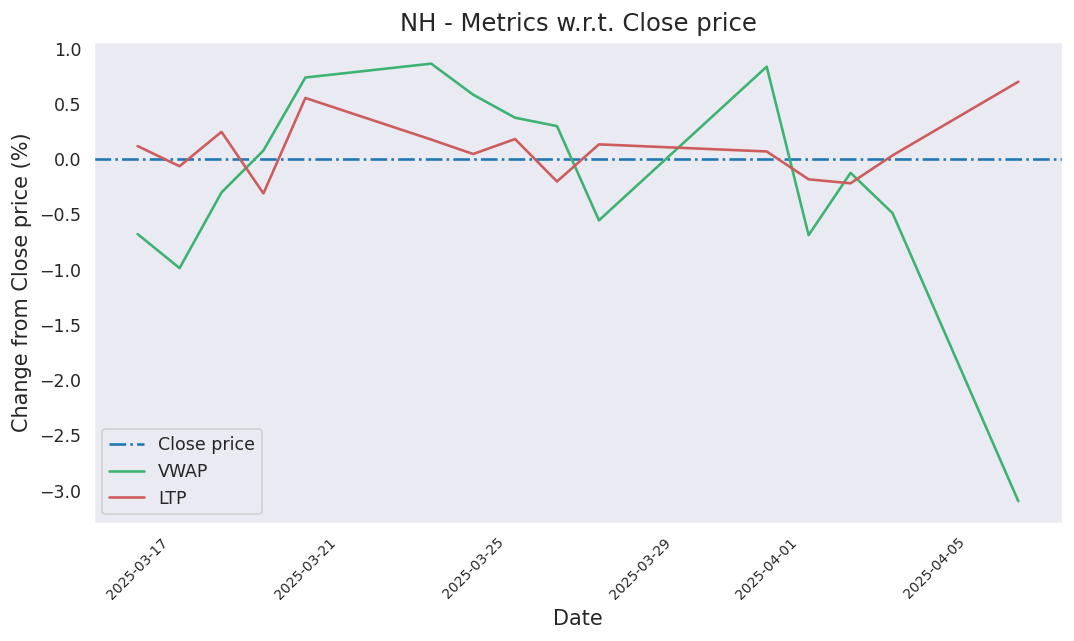 NH - Metrics w.r.t. Close price
Change from Close price (%)
1.0
0.5
0.0
−0.5
−1.0
−1.5
−2.0
−2.5
−3.0
Close price
VWAP
LTP
2025-03-17
2025-03-21
2025-03-25
2025-03-29
2025-04-01
2025-04-05
Date